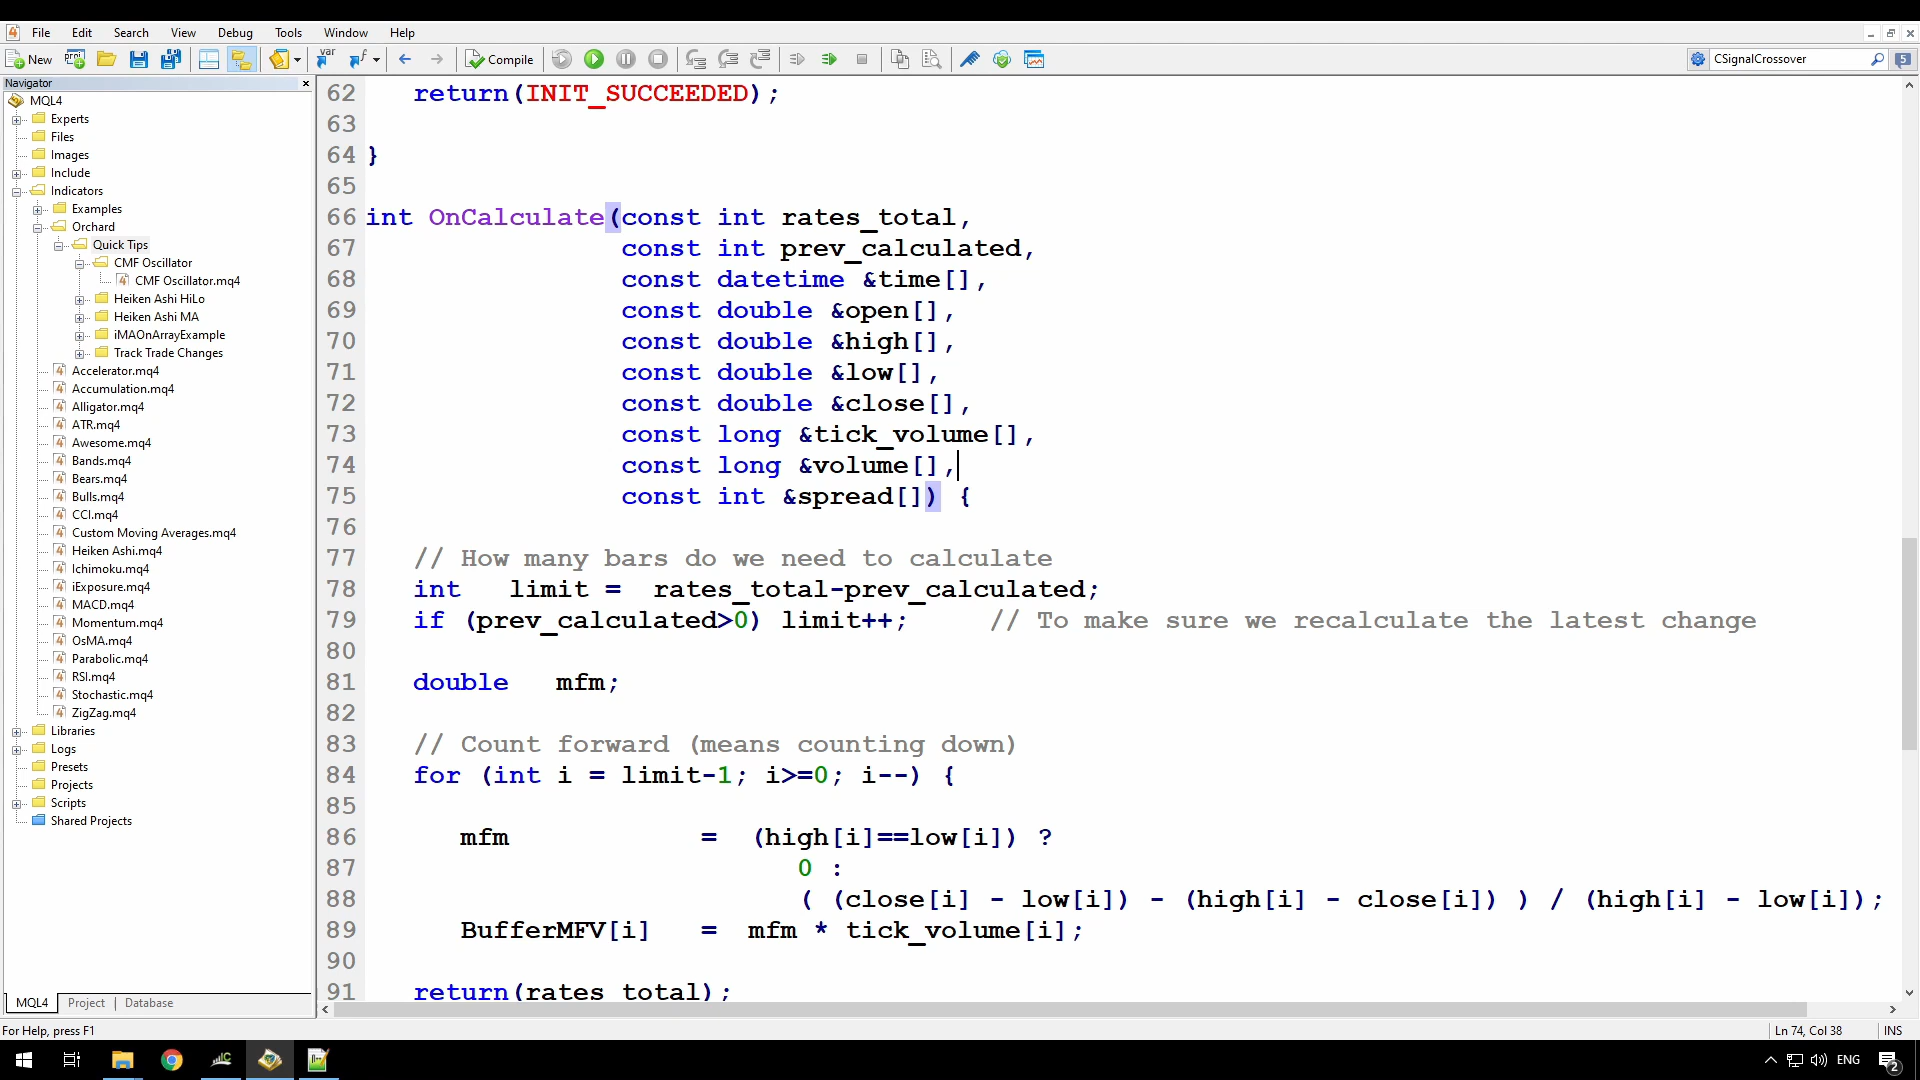 File Edit Search View Debug Tools Window Help
New Compile CSignalCrossover 5
Navigator
MQL4
Experts
Files
Images
Include
Indicators
Examples
Orchard
Quick Tips
CMF Oscillator
CMF Oscillator.mq4
Heiken Ashi HiLo
Heiken Ashi MA
iMAOnArrayExample
Track Trade Changes
Accelerator.mq4
Accumulation.mq4
Alligator.mq4
ATR.mq4
Awesome.mq4
Bands.mq4
Bears.mq4
Bulls.mq4
CCI.mq4
Custom Moving Averages.mq4
Heiken Ashi.mq4
Ichimoku.mq4
iExposure.mq4
MACD.mq4
Momentum.mq4
OsMA.mq4
Parabolic.mq4
RSI.mq4
Stochastic.mq4
ZigZag.mq4
Libraries
Logs
Presets
Projects
Scripts
Shared Projects
MQL4 Project Database
62 return(INIT_SUCCEEDED);
63
64 }
65
66 int OnCalculate(const int rates_total,
67 const int prev_calculated,
68 const datetime &time[],
69 const double &open[],
70 const double &high[],
71 const double &low[],
72 const double &close[],
73 const long &tick_volume[],
74 const long &volume[],
75 const int &spread[]) {
76
77 // How many bars do we need to calculate
78 int limit = rates_total-prev_calculated;
79 if (prev_calculated>0) limit++; // To make sure we recalculate the latest change
80
81 double mfm;
82
83 // Count forward (means counting down)
84 for (int i = limit-1; i>=0; i--) {
85
86 mfm = (high[i]==low[i]) ?
87 0 :
88 ( (close[i] - low[i]) - (high[i] - close[i]) ) / (high[i] - low[i]);
89 BufferMFV[i] = mfm * tick_volume[i];
90
91 return(rates_total);
For Help, press F1 Ln 74, Col 38 INS
ENG 2